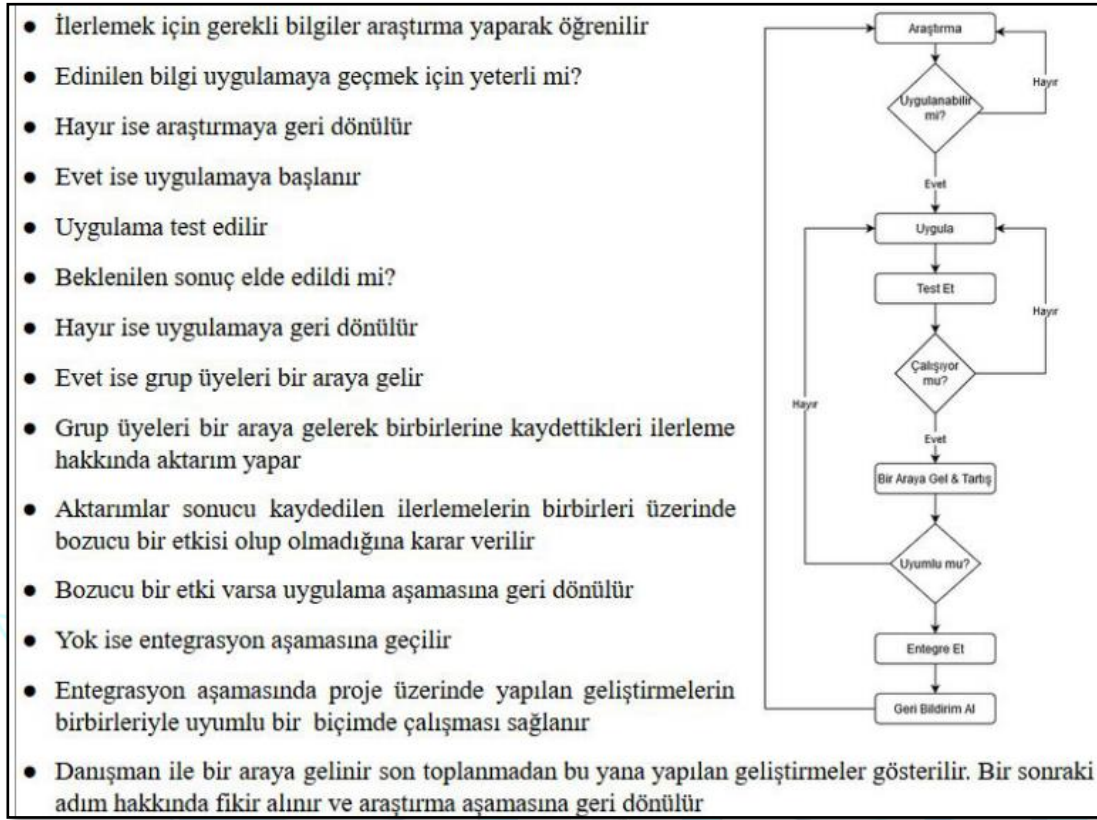 ● İlerlemek için gerekli bilgiler araştırma yaparak öğrenilir
● Edinilen bilgi uygulamaya geçmek için yeterli mi?
● Hayır ise araştırmaya geri dönülür
● Evet ise uygulamaya başlanır
● Uygulama test edilir
● Beklenilen sonuç elde edildi mi?
● Hayır ise uygulamaya geri dönülür
● Evet ise grup üyeleri bir araya gelir
● Grup üyeleri bir araya gelerek birbirlerine kaydettikleri ilerleme
hakkında aktarım yapar
● Aktarımlar sonucu kaydedilen ilerlemelerin birbirleri üzerinde
bozucu bir etkisi olup olmadığına karar verilir
● Bozucu bir etki varsa uygulama aşamasına geri dönülür
● Yok ise entegrasyon aşamasına geçilir
● Entegrasyon aşamasında proje üzerinde yapılan geliştirmelerin
birbirleriyle uyumlu bir biçimde çalışması sağlanır
● Danışman ile bir araya gelinir son toplanmadan bu yana yapılan geliştirmeler gösterilir. Bir sonraki
adım hakkında fikir alınır ve araştırma aşamasına geri dönülür
Araştırma
Hayır
Uygulanabilir
mi?
Evet
Uygula
Test Et
Hayır
Çalışıyor
mu?
Hayır
Evet
Bir Araya Gel & Tartış
Uyumlu mu?
Entegre Et
Geri Bildirim Al